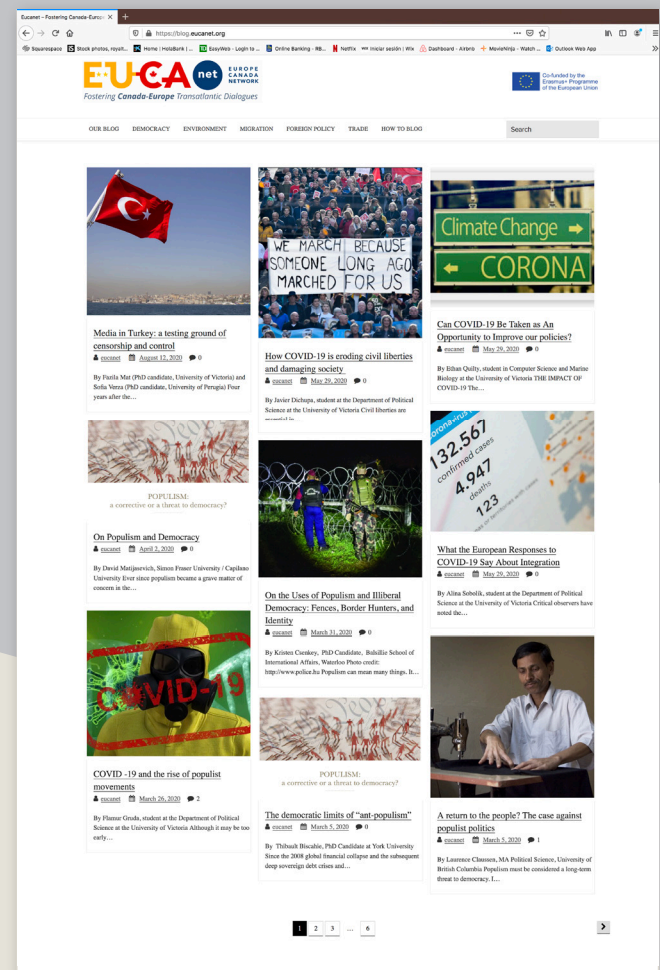 Eucanet - Fostering Canada-Europ
https://blog.eucanet.org
Squarespace
Stock photos, royalt...
Home | HolaBank | ...
EasyWeb - Login to ...
Online Banking - RB...
Netflix
Iniciar sesión | Wix
Dashboard - Airbnb
MovieNinja - Watch ...
Outlook Web App
EUCA net
EUROPE
CANADA
NETWORK
Fostering Canada-Europe Transatlantic Dialogues
Co-funded by the
Erasmus+ Programme
of the European Union
OUR BLOG DEMOCRACY ENVIRONMENT MIGRATION FOREIGN POLICY TRADE HOW TO BLOG
Search
Media in Turkey: a testing ground of
censorship and control
eucanet August 12, 2020 0
By Fazila Mat (PhD candidate, University of Victoria) and
Sofia Verza (PhD candidate, University of Perugia) Four
years after the…
WE MARCH BECAUSE
SOMEONE LONG AGO
MARCHED FOR US
How COVID-19 is eroding civil liberties
and damaging society
eucanet May 29, 2020 0
By Javier Dichupa, student at the Department of Political
Science at the University of Victoria Civil liberties are
essential in…
Climate Change
CORONA
Can COVID-19 Be Taken as An
Opportunity to Improve our policies?
eucanet May 29, 2020 0
By Ethan Quilty, student in Computer Science and Marine
Biology at the University of Victoria THE IMPACT OF
COVID-19 The…
POPULISM:
a corrective or a threat to democracy?
On Populism and Democracy
eucanet April 2, 2020 0
By David Matijasevich, Simon Fraser University / Capilano
University Ever since populism became a grave matter of
concern in the…
On the Uses of Populism and Illiberal
Democracy: Fences, Border Hunters, and
Identity
eucanet March 31, 2020 0
By Kristen Csenkey, PhD Candidate, Balsillie School of
International Affairs, Waterloo Photo credit:
http://www.police.hu Populism can mean many things. It…
132.567
confirmed cases
4.947
deaths
123
What the European Responses to
COVID-19 Say About Integration
eucanet May 29, 2020 0
By Alina Sobolik, student at the Department of Political
Science at the University of Victoria Critical observers have
noted the…
COVID-19
COVID -19 and the rise of populist
movements
eucanet March 26, 2020 2
By Flamur Gruda, student at the Department of Political
Science at the University of Victoria Although it may be too
early…
POPULISM:
a corrective or a threat to democracy?
The democratic limits of “ant-populism”
eucanet March 5, 2020 0
By Thibault Biscahie, PhD Candidate at York University
Since the 2008 global financial collapse and the subsequent
deep sovereign debt crises and…
A return to the people? The case against
populist politics
eucanet March 5, 2020 1
By Laurence Claussen, MA Political Science, University of
British Columbia Populism must be considered a long-term
threat to democracy. I…
1 2 3 … 6